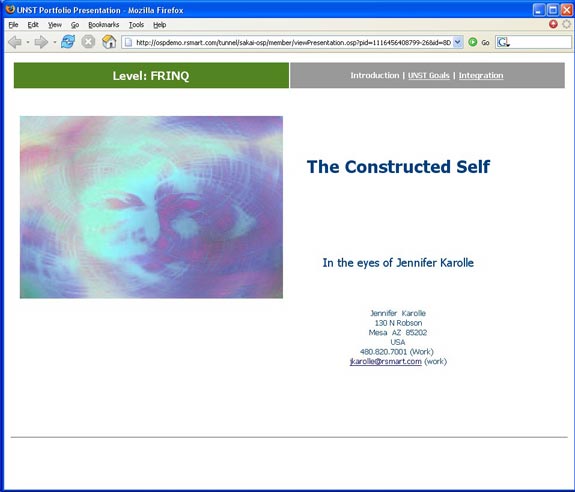 UNST Portfolio Presentation - Mozilla Firefox
File Edit View Go Bookmarks Tools Help
http://ospdemo.rsmart.com/tunnel/sakai-osp/member/viewPresentation.osp?pid=1116456408799-26&id=8D
Go
G
Level: FRINQ
Introduction | UNST Goals | Integration
The Constructed Self
In the eyes of Jennifer Karolle
Jennifer Karolle
130 N Robson
Mesa AZ 85202
USA
480.820.7001 (Work)
jkarolle@rsmart.com (work)